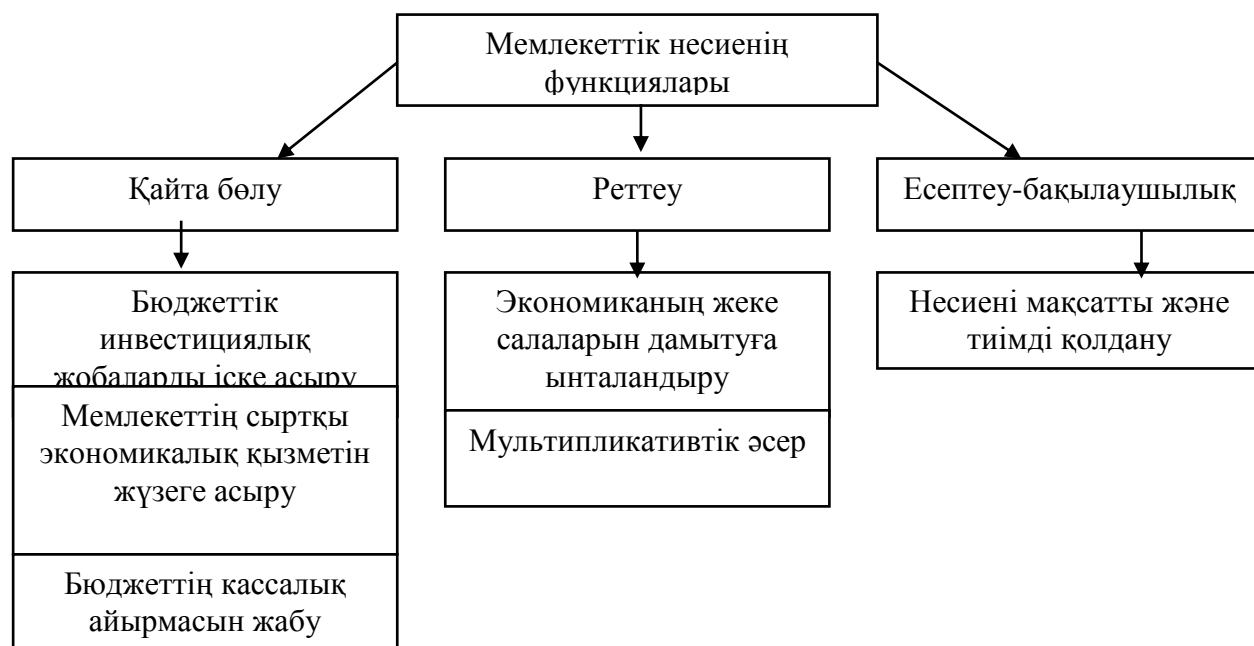 Мемлекеттік несиенің
функциялары
Қайта бөлу
Реттеу
Есептеу-бақылаушылық
Бюджеттік
инвестициялық
жобаларды іске асыру
Мемлекеттің сыртқы
экономикалық қызметін
жүзеге асыру
Бюджеттің кассалық
айырмасын жабу
Экономиканың жеке
салаларын дамытуға
ынталандыру
Мультипликативтік әсер
Несиені мақсатты және
тиімді қолдану